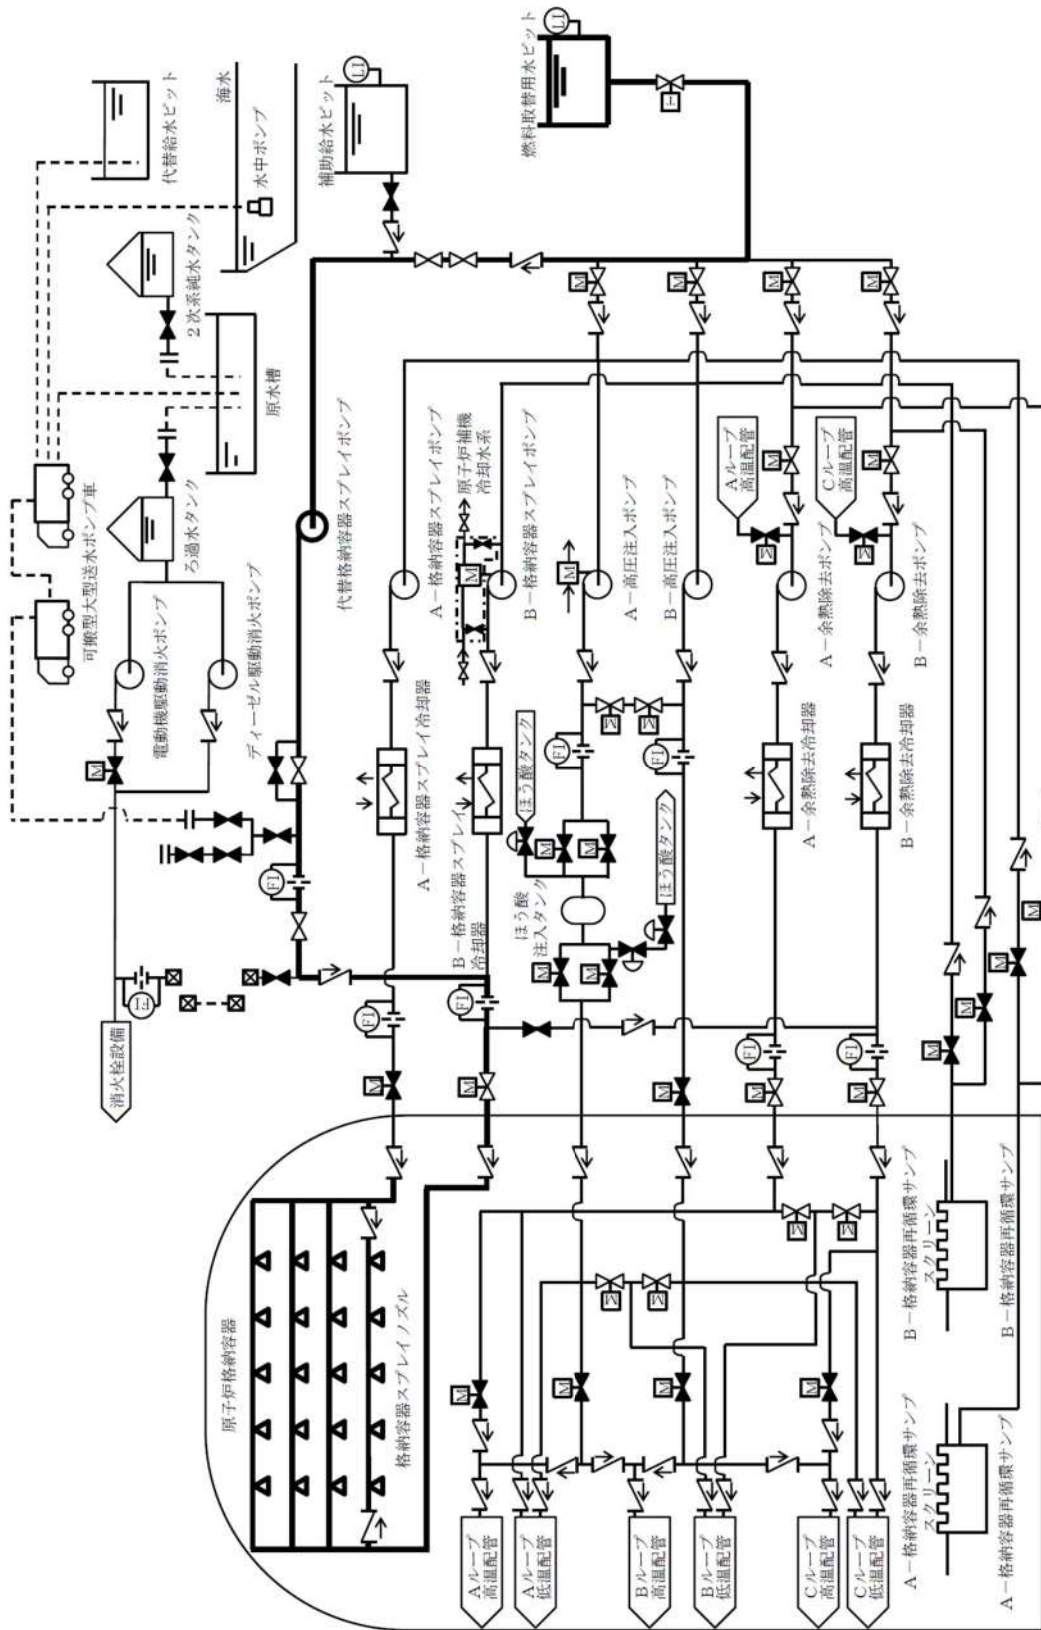 代替給水ピット
海水
水中ポンプ
補助給水ピット
LI
燃料取替用水ピット
LI
2次系純水タンク
原水槽
可搬型大型送水ポンプ車
ろ過水タンク
電動機駆動消火ポンプ
ディーゼル駆動消火ポンプ
M
消火栓設備
FI
FI
代替格納容器スプレイポンプ
A-格納容器スプレイポンプ
原子炉補機
冷却水系
M
B-格納容器スプレイポンプ
M
A-高圧注入ポンプ
B-高圧注入ポンプ
Aループ
高温配管
Cループ
高温配管
M
M
M
M
M
M
M
M
A-余熱除去ポンプ
B-余熱除去ポンプ
A-格納容器スプレイ冷却器
B-格納容器スプレイ
冷却器
ほう酸タンク
M
M
FI
M
M
FI
ほう酸
注入タンク
ほう酸タンク
M
M
A-余熱除去冷却器
B-余熱除去冷却器
FI
FI
FI
FI
M
M
M
M
M
M
M
M
M
原子炉格納容器
格納容器スプレイノズル
M
M
M
M
M
M
M
M
Aループ
高温配管
Aループ
低温配管
Bループ
高温配管
Bループ
低温配管
Cループ
高温配管
Cループ
低温配管
B-格納容器再循環サンプ
スクリーン
B-格納容器再循環サンプ
A-格納容器再循環サンプ
スクリーン
A-格納容器再循環サンプ